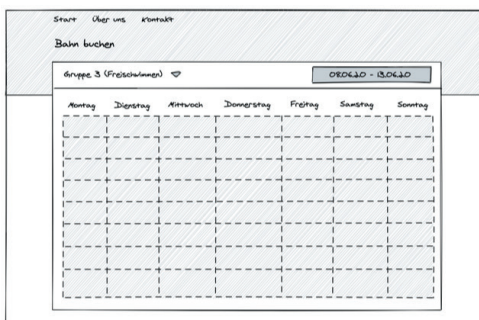 Start Über uns Kontakt
Bahn buchen
Gruppe 3 (Freischwimmen) 08.06.20 - 13.06.20
Montag Dienstag Mittwoch Donnerstag Freitag Samstag Sonntag